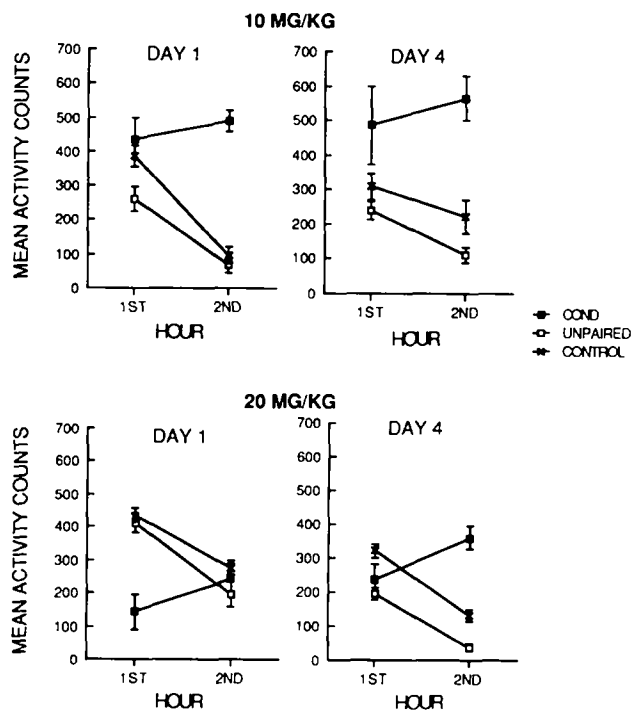 10 MG/KG
DAY 1
DAY 4
MEAN ACTIVITY COUNTS
700
600
500
400
300
200
100
0
700
600
500
400
300
200
100
0
1ST
2ND
HOUR
1ST
2ND
HOUR
COND
UNPAIRED
CONTROL
20 MG/KG
DAY 1
DAY 4
MEAN ACTIVITY COUNTS
700
600
500
400
300
200
100
0
700
600
500
400
300
200
100
0
1ST
2ND
HOUR
1ST
2ND
HOUR